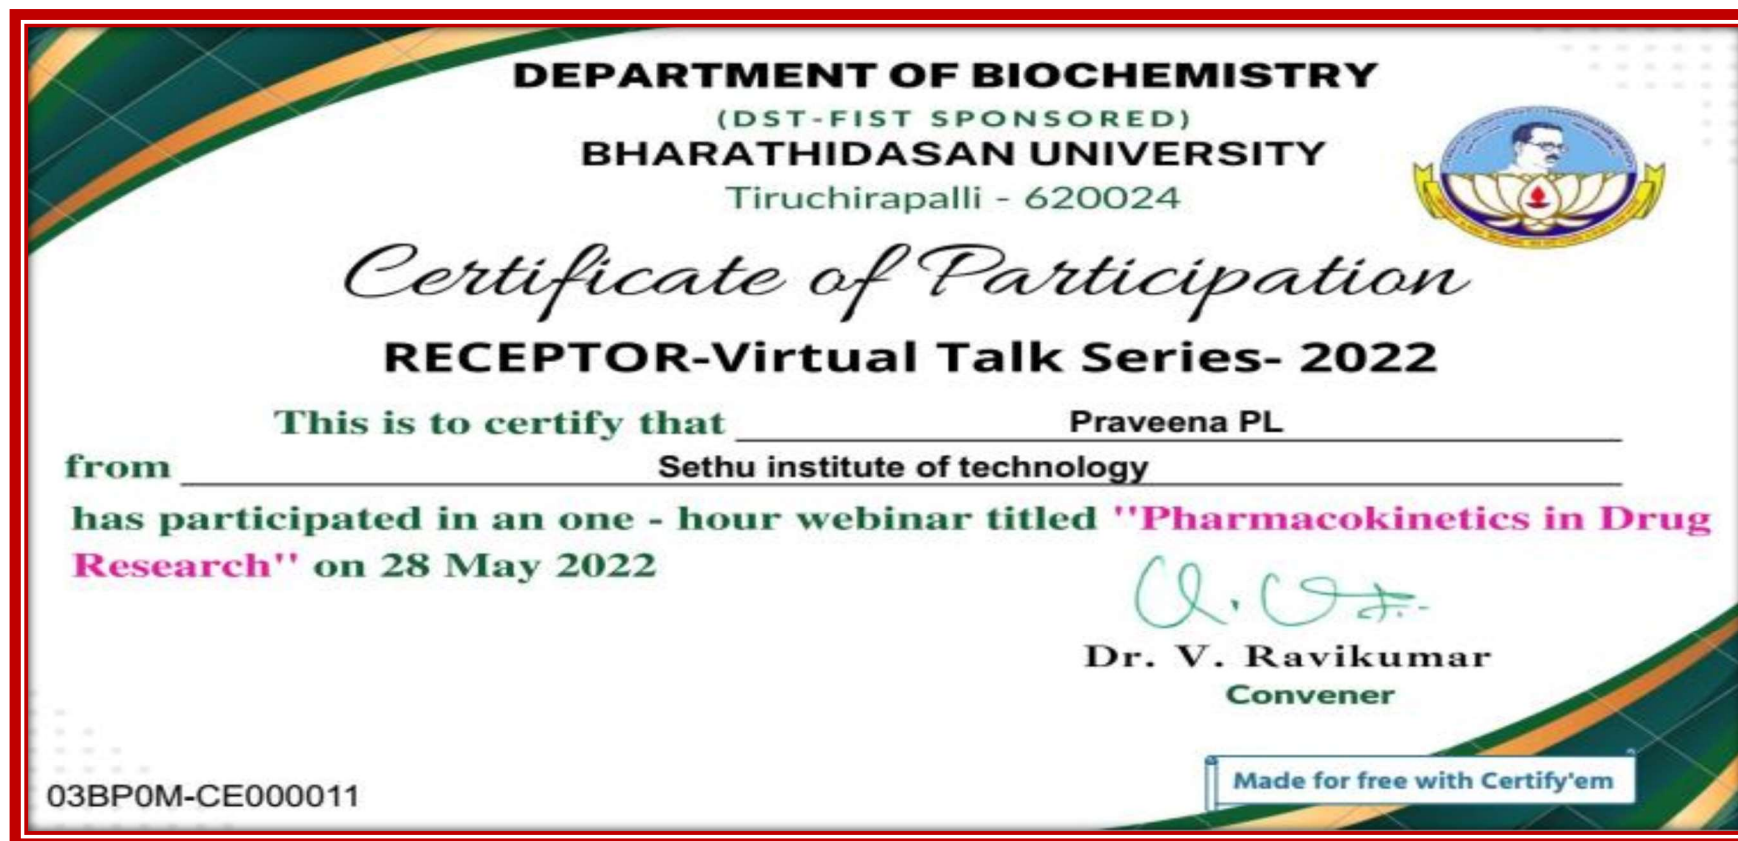 DEPARTMENT OF BIOCHEMISTRY
(DST-FIST SPONSORED)
BHARATHIDASAN UNIVERSITY
Tiruchirapalli - 620024
Certificate of Participation
RECEPTOR-Virtual Talk Series- 2022
This is to certify that Praveena PL
from Sethu institute of technology
has participated in an one - hour webinar titled "Pharmacokinetics in Drug
Research" on 28 May 2022
Dr. V. Ravikumar
Convener
Made for free with Certify'em
03BP0M-CE000011